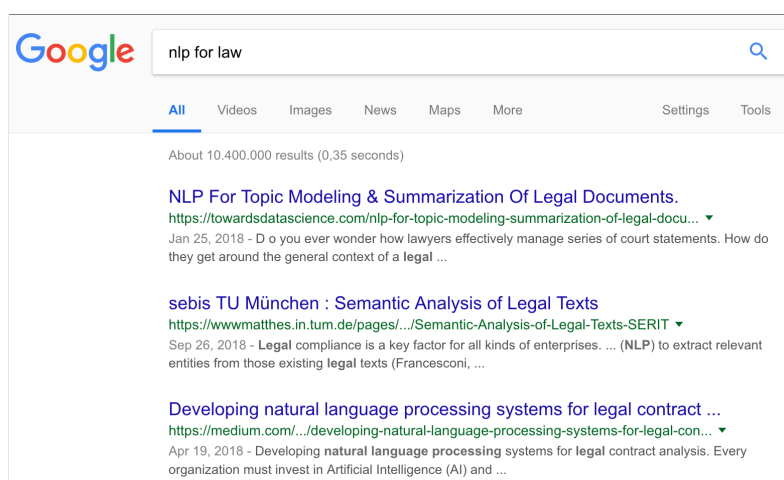 Google
nlp for law
All Videos Images News Maps More Settings Tools
About 10.400.000 results (0,35 seconds)
NLP For Topic Modeling & Summarization Of Legal Documents.
https://towardsdatascience.com/nlp-for-topic-modeling-summarization-of-legal-docu...
Jan 25, 2018 - D o you ever wonder how lawyers effectively manage series of court statements. How do
they get around the general context of a legal ...
sebis TU München : Semantic Analysis of Legal Texts
https://wwwmatthes.in.tum.de/pages/.../Semantic-Analysis-of-Legal-Texts-SERIT
Sep 26, 2018 - Legal compliance is a key factor for all kinds of enterprises. ... (NLP) to extract relevant
entities from those existing legal texts (Francesconi, ...
Developing natural language processing systems for legal contract ...
https://medium.com/.../developing-natural-language-processing-systems-for-legal-con...
Apr 19, 2018 - Developing natural language processing systems for legal contract analysis. Every
organization must invest in Artificial Intelligence (AI) and ...